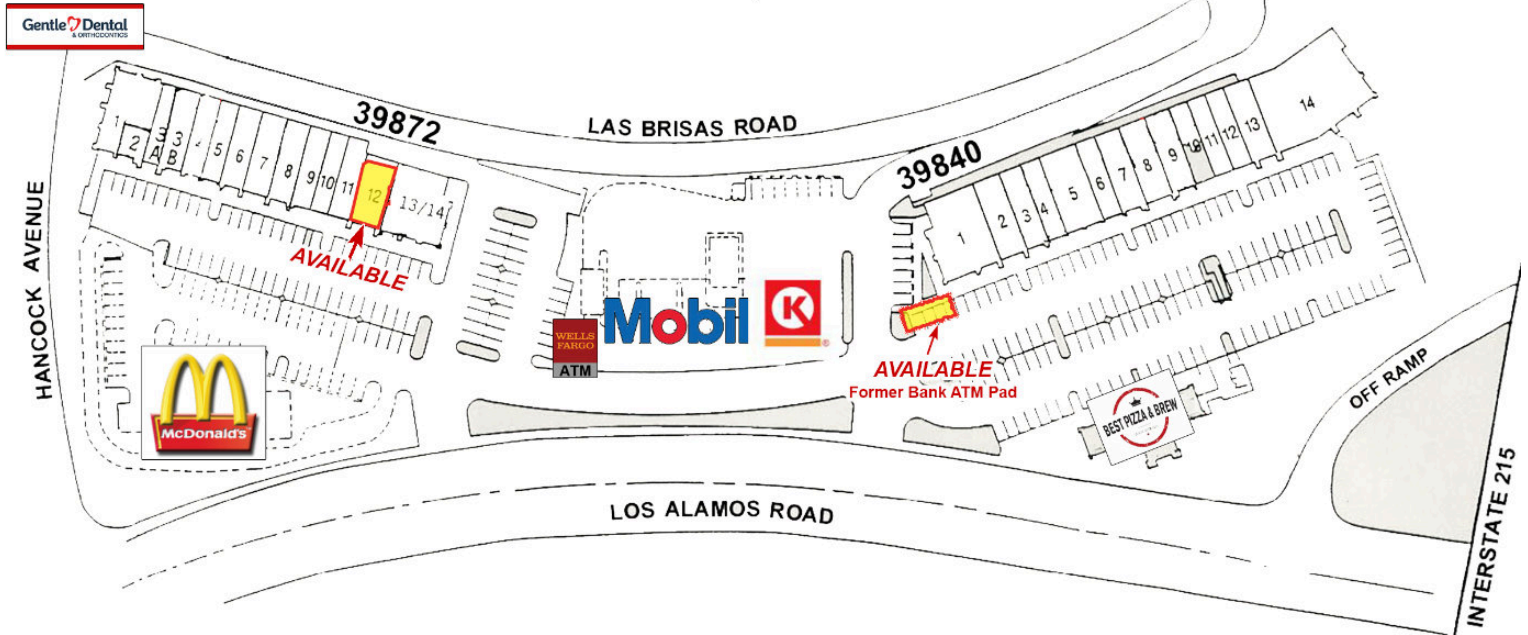 Gentle Dental
& ORTHODONTICS
39872
LAS BRISAS ROAD
39840
HANCOCK AVENUE
1
2
3
A
3
B
4
5
6
7
8
9
10
11
12
13/14
AVAILABLE
1
2
3
4
5
6
7
8
9
10
11
12
13
14
WELLS
FARGO
ATM
Mobil
K
AVAILABLE
Former Bank ATM Pad
McDonald's
BEST PIZZA & BREW
OFF RAMP
LOS ALAMOS ROAD
INTERSTATE 215